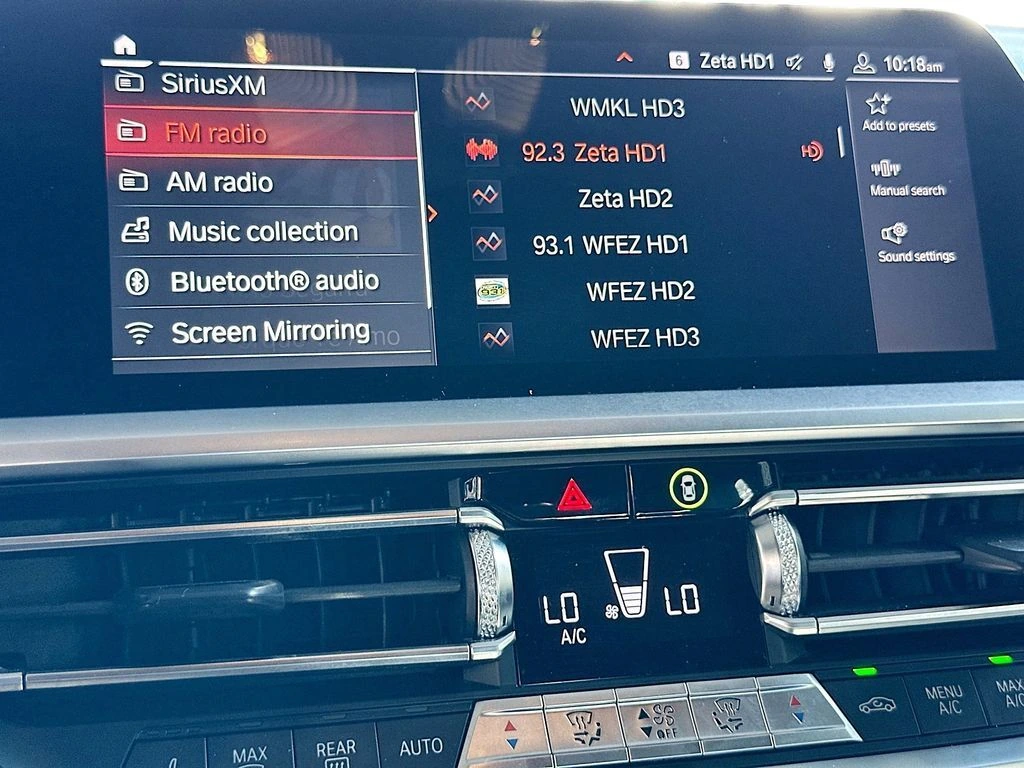 6 Zeta HD1 10:18am
SiriusXM
FM radio
AM radio
Music collection
Bluetooth® audio
Screen Mirroring
WMKL HD3
92.3 Zeta HD1 HD
Zeta HD2
93.1 WFEZ HD1
WFEZ HD2
WFEZ HD3
Add to presets
Manual search
Sound settings
LO LO
A/C
MAX
REAR
AUTO
OFF
MENU
A/C
MAX
A/C